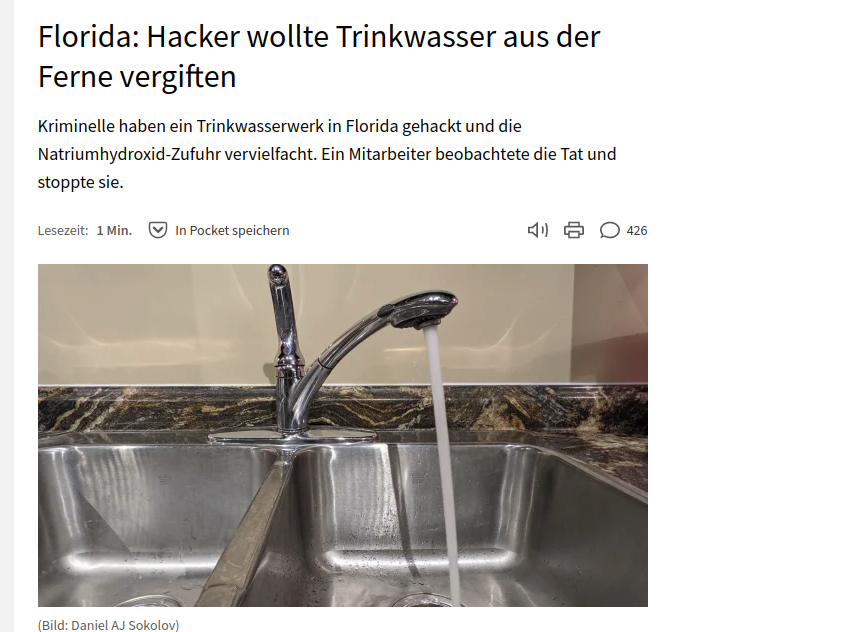 Florida: Hacker wollte Trinkwasser aus der
Ferne vergiften
Kriminelle haben ein Trinkwasserwerk in Florida gehackt und die
Natriumhydroxid-Zufuhr vervielfacht. Ein Mitarbeiter beobachtete die Tat und
stoppte sie.
Lesezeit: 1 Min. In Pocket speichern 426
(Bild: Daniel AJ Sokolov)